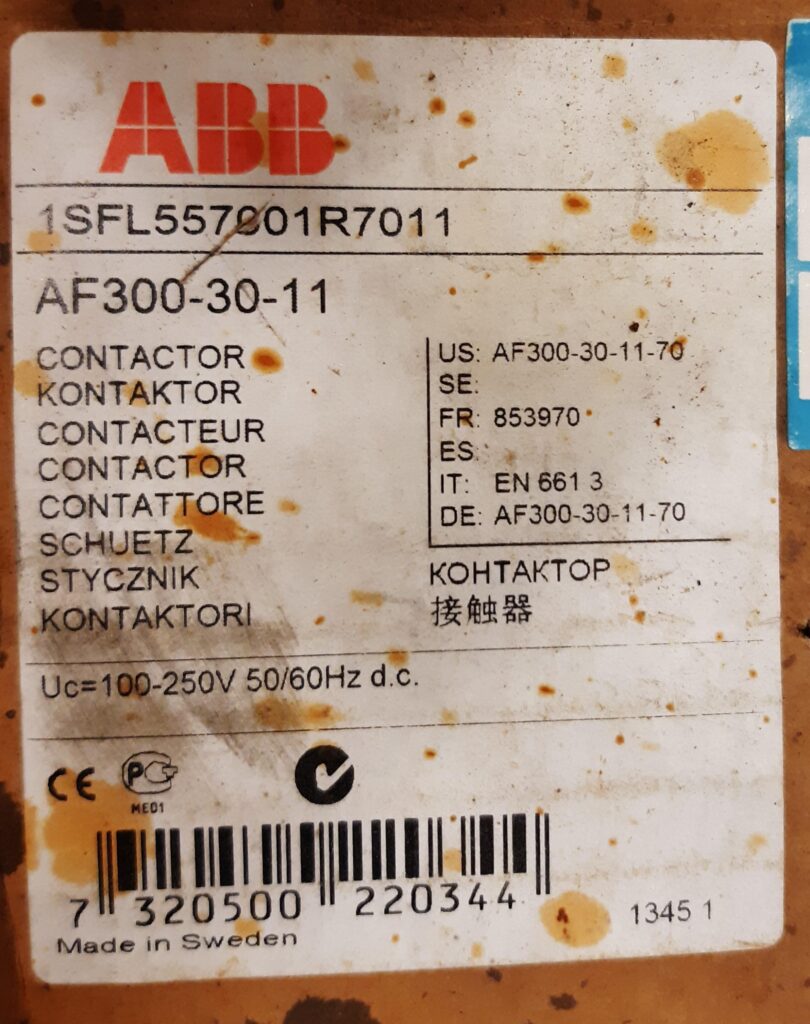 ABB
1SFL557001R7011
AF300-30-11
CONTACTOR
KONTAKTOR
CONTACTEUR
CONTACTOR
CONTATTORE
SCHUETZ
STYCZNIK
KONTAKTORI
US: AF300-30-11-70
SE:
FR: 853970
ES:
IT: EN 661 3
DE: AF300-30-11-70
КОНТАКТОР
接触器
Uc=100-250V 50/60Hz d.c.
CE
PC
ME01
7 320500 220344
1345 1
Made in Sweden